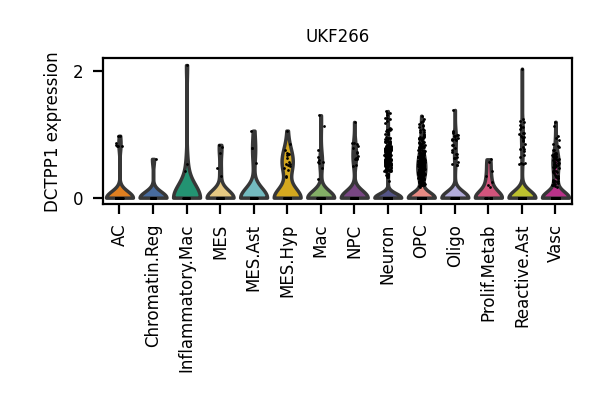 UKF266
DCTPP1 expression
2
0
AC
Chromatin.Reg
Inflammatory.Mac
MES
MES.Ast
MES.Hyp
Mac
NPC
Neuron
OPC
Oligo
Prolif.Metab
Reactive.Ast
Vasc